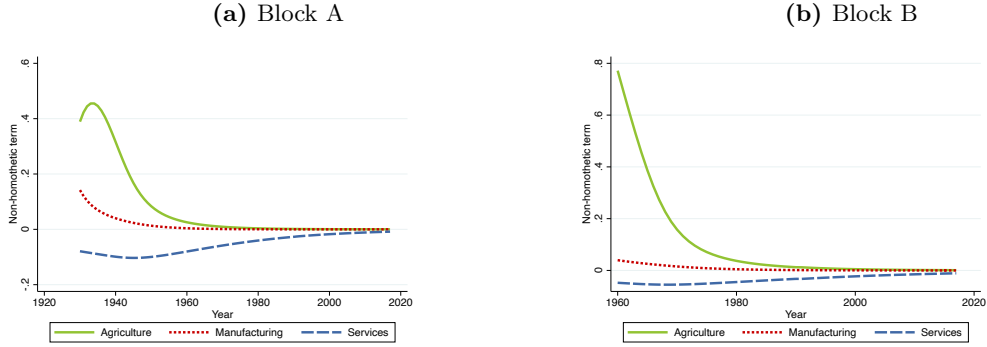 (a) Block A
Non-homothetic term
.6
.4
.2
0
-.2
1920 1940 1960 1980 2000 2020
Year
Agriculture Manufacturing Services
(b) Block B
Non-homothetic term
.8
.6
.4
.2
0
1960 1980 2000 2020
Year
Agriculture Manufacturing Services